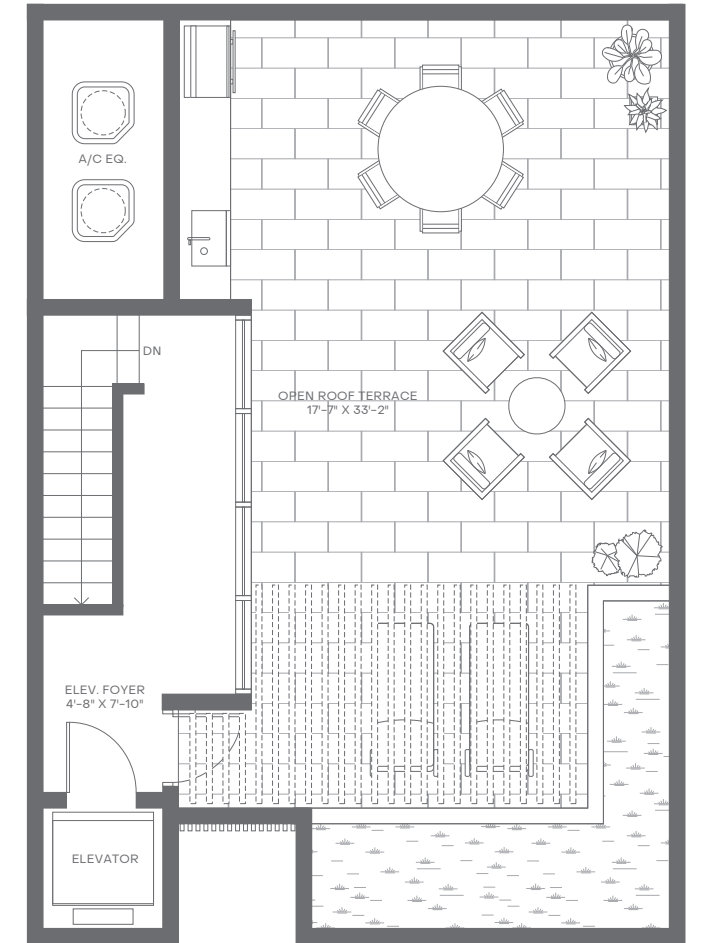 A/C EQ.
DN
OPEN ROOF TERRACE
17'-7" X 33'-2"
ELEV. FOYER
4'-8" X 7'-10"
ELEVATOR